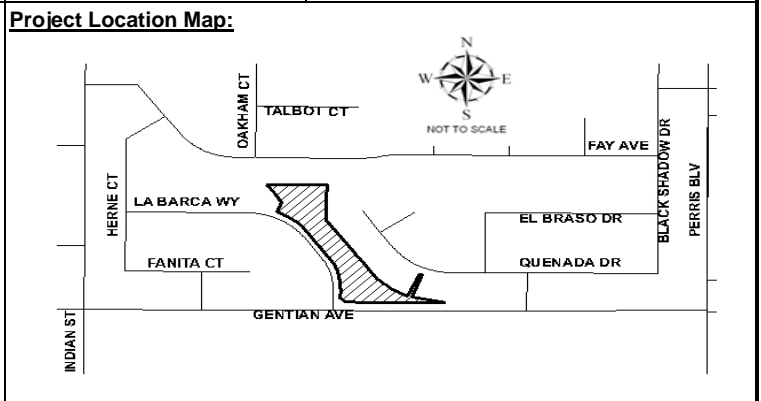 Project Location Map:
N
W
E
S
NOT TO SCALE
OAKHAM CT
TALBOT CT
FAY AVE
BLACK SHADOW DR
PERRIS BLV
HERNE CT
LA BARCA WY
EL BRASO DR
FANITA CT
QUENADA DR
GENTIAN AVE
INDIAN ST